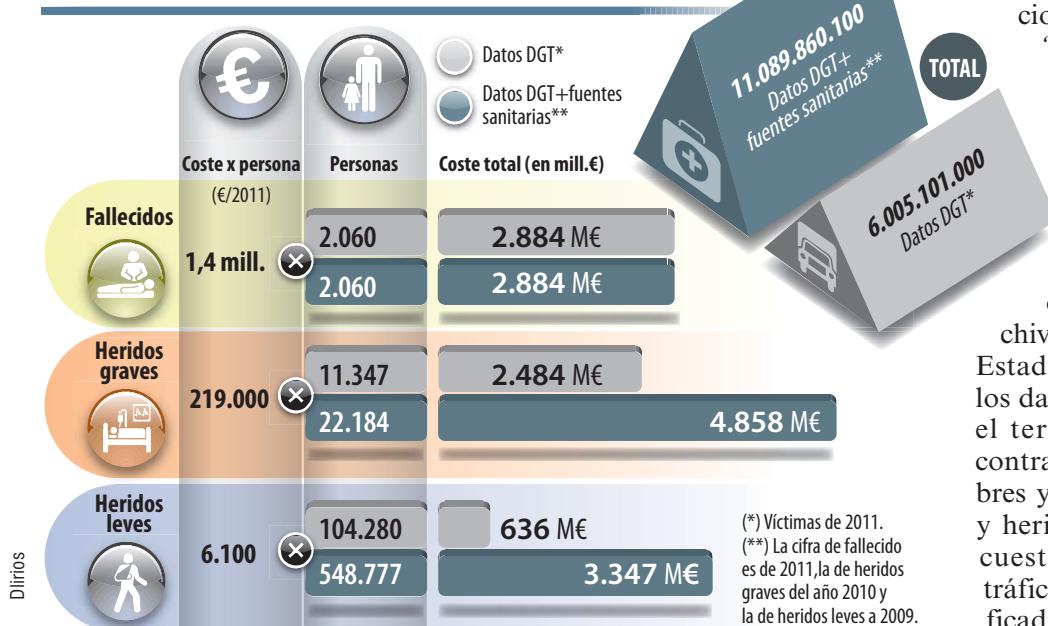 Datos DGT*
Datos DGT+fuentes
sanitarias**
11.089.860.100
Datos DGT+
fuentes sanitarias**
TOTAL
6.005.101.000
Datos DGT*
€
Coste x persona
(€/2011)
Personas
Coste total (en mill.€)
Fallecidos
1,4 mill.
×
2.060
2.884 M€
2.060
2.884 M€
Heridos
graves
219.000
×
11.347
2.484 M€
22.184
4.858 M€
Heridos
leves
6.100
×
104.280
636 M€
548.777
3.347 M€
(*) Víctimas de 2011.
(**) La cifra de fallecido
es de 2011,la de heridos
graves del año 2010 y
la de heridos leves a 2009.
DIirios
cio
chiv
Estad
los da
el ter
contra
bres y
y heri
cuest
tráfic
ficad